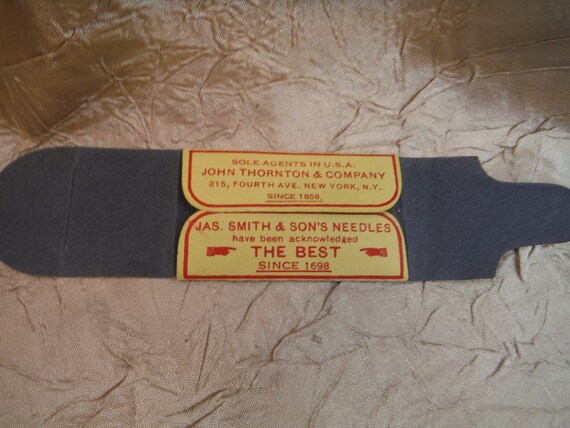 SOLE AGENTS IN U.S.A.
JOHN THORNTON & COMPANY
315, FOURTH AVE. NEW YORK, N.Y.
SINCE 1858.
JAS. SMITH & SON'S NEEDLES
have been acknowledged
THE BEST
SINCE 1698